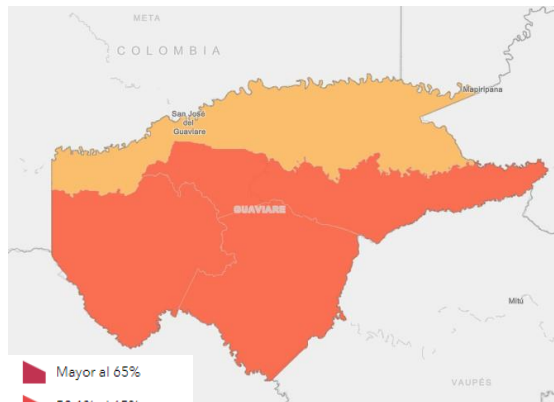 META
COLOMBIA
San José
del
Guaviare
Mapiripana
GUAVIARE
Mitú
VAUPÉS
Mayor al 65%